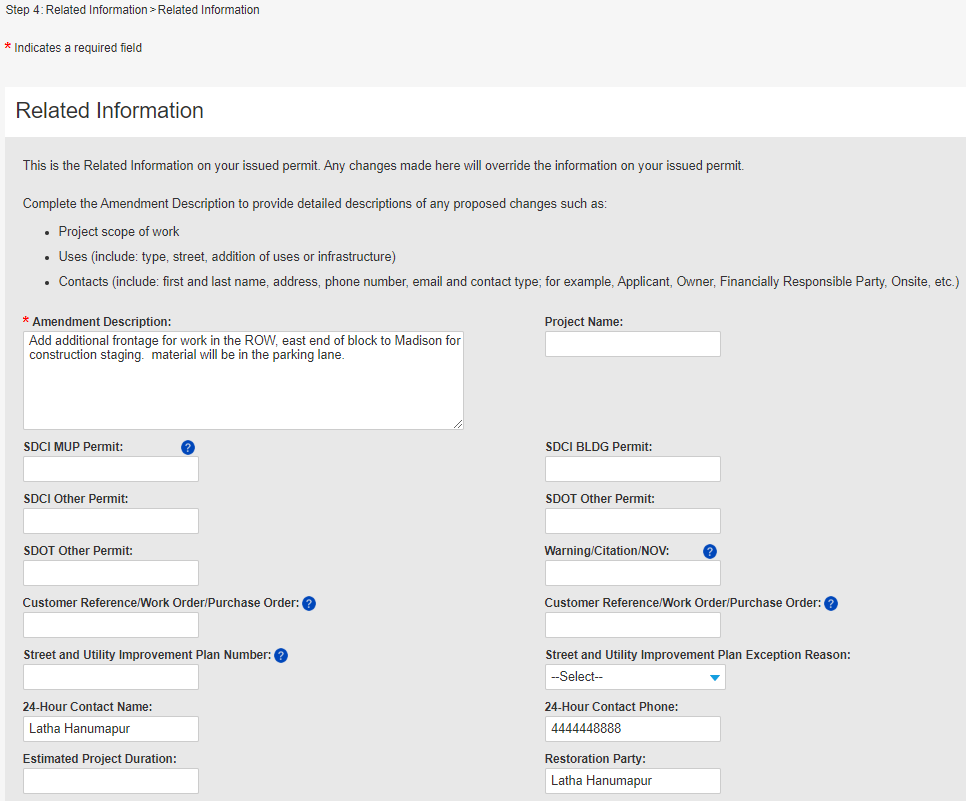 Step 4: Related Information > Related Information
* Indicates a required field
Related Information
This is the Related Information on your issued permit. Any changes made here will override the information on your issued permit.
Complete the Amendment Description to provide detailed descriptions of any proposed changes such as:
• Project scope of work
• Uses (include: type, street, addition of uses or infrastructure)
• Contacts (include: first and last name, address, phone number, email and contact type; for example, Applicant, Owner, Financially Responsible Party, Onsite, etc.)
* Amendment Description: Project Name:
Add additional frontage for work in the ROW, east end of block to Madison for
construction staging.  material will be in the parking lane.
SDCI MUP Permit: ? SDCI BLDG Permit:
SDCI Other Permit: SDOT Other Permit:
SDOT Other Permit: Warning/Citation/NOV: ?
Customer Reference/Work Order/Purchase Order: ? Customer Reference/Work Order/Purchase Order: ?
Street and Utility Improvement Plan Number: ? Street and Utility Improvement Plan Exception Reason:
--Select--
24-Hour Contact Name: 24-Hour Contact Phone:
Latha Hanumapur 4444448888
Estimated Project Duration: Restoration Party:
Latha Hanumapur